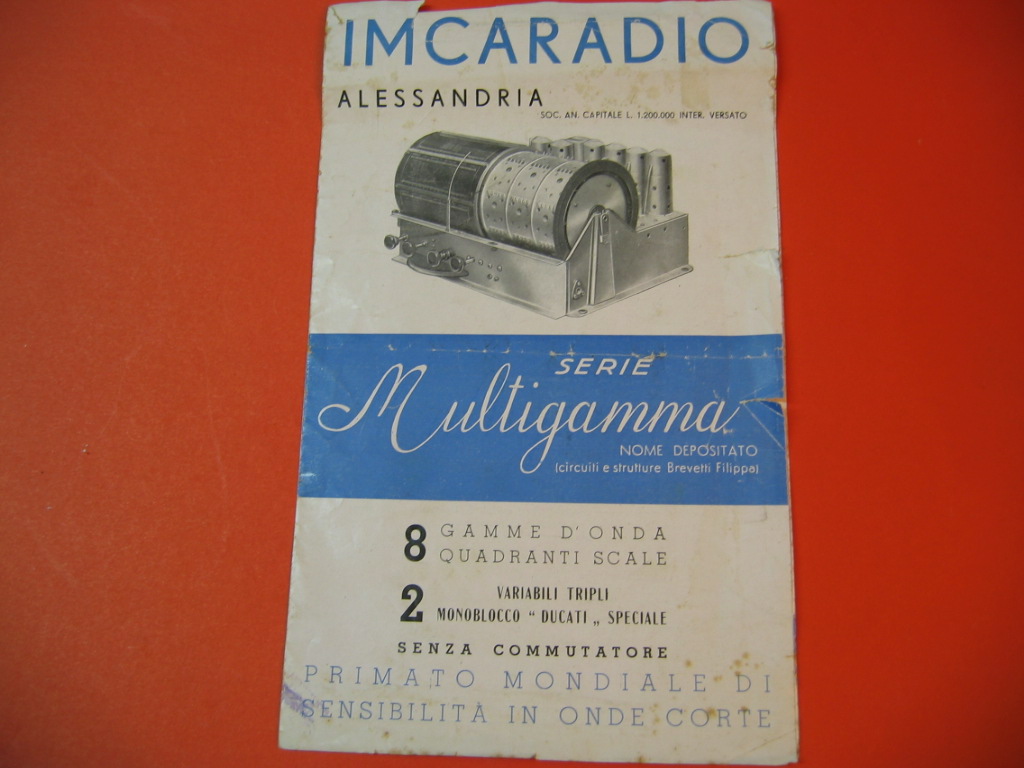 IMCARADIO
ALESSANDRIA
SOC. AN. CAPITALE L. 1.200.000 INTER. VERSATO
SERIE
Multigamma
NOME DEPOSITATO
(circuiti e strutture Brevetti Filippa)
8 GAMME D'ONDA
QUADRANTI SCALE
2 VARIABILI TRIPLI
MONOBLOCCO “ DUCATI „ SPECIALE
SENZA COMMUTATORE
PRIMATO MONDIALE DI
SENSIBILITÀ IN ONDE CORTE